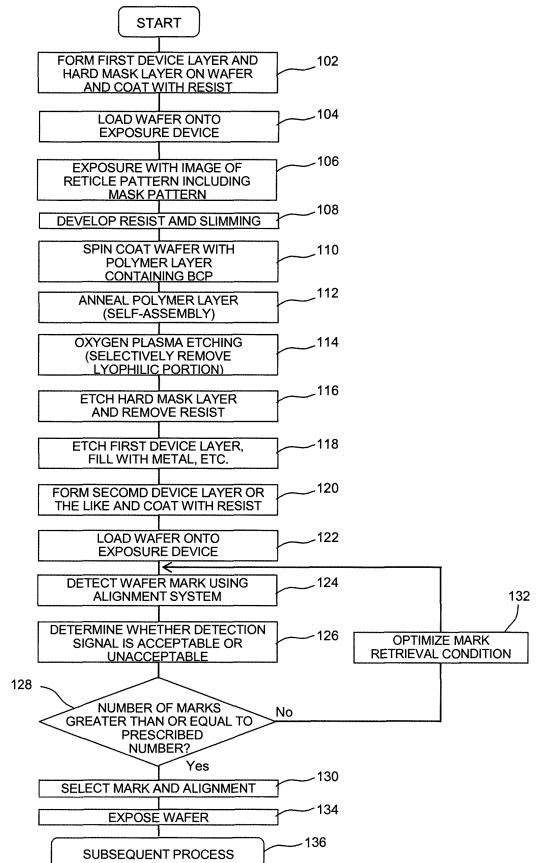 START
FORM FIRST DEVICE LAYER AND
HARD MASK LAYER ON WAFER
AND COAT WITH RESIST
102
LOAD WAFER ONTO
EXPOSURE DEVICE
104
EXPOSURE WITH IMAGE OF
RETICLE PATTERN INCLUDING
MASK PATTERN
106
DEVELOP RESIST AMD SLIMMING
108
SPIN COAT WAFER WITH
POLYMER LAYER
CONTAINING BCP
110
ANNEAL POLYMER LAYER
(SELF-ASSEMBLY)
112
OXYGEN PLASMA ETCHING
(SELECTIVELY REMOVE
LYOPHILIC PORTION)
114
ETCH HARD MASK LAYER
AND REMOVE RESIST
116
ETCH FIRST DEVICE LAYER,
FILL WITH METAL, ETC.
118
FORM SECOMD DEVICE LAYER OR
THE LIKE AND COAT WITH RESIST
120
LOAD WAFER ONTO
EXPOSURE DEVICE
122
DETECT WAFER MARK USING
ALIGNMENT SYSTEM
124
DETERMINE WHETHER DETECTION
SIGNAL IS ACCEPTABLE OR
UNACCEPTABLE
126
132
OPTIMIZE MARK
RETRIEVAL CONDITION
128
NUMBER OF MARKS
GREATER THAN OR EQUAL TO
PRESCRIBED
NUMBER?
No
Yes
SELECT MARK AND ALIGNMENT
130
EXPOSE WAFER
134
SUBSEQUENT PROCESS
136